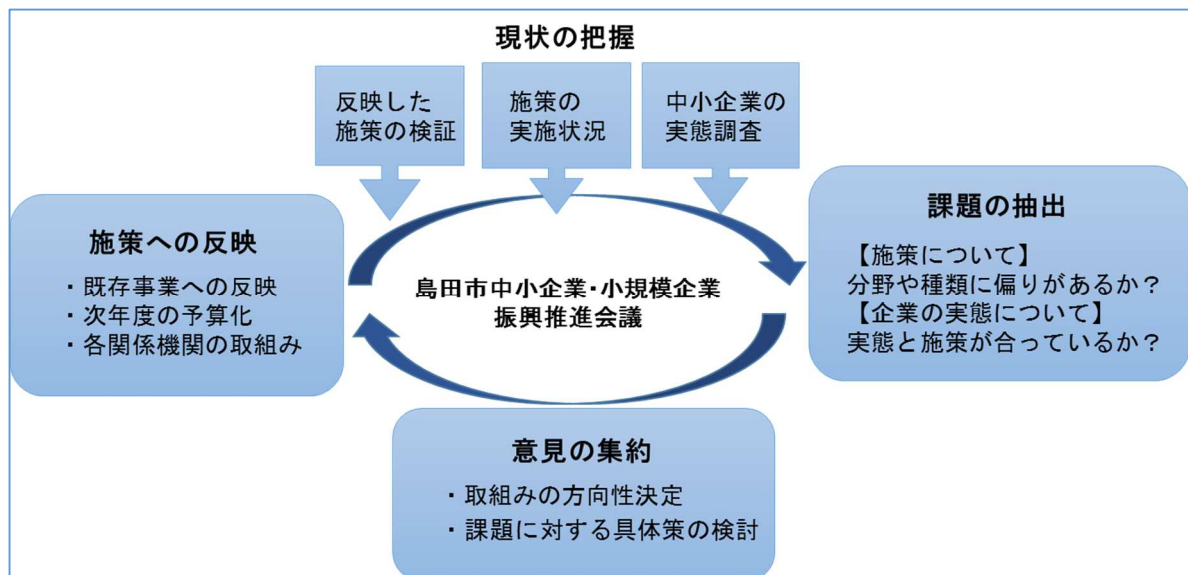 現状の把握
反映した
施策の検証
施策の
実施状況
中小企業の
実態調査
施策への反映
・既存事業への反映
・次年度の予算化
・各関係機関の取組み
島田市中小企業・小規模企業
振興推進会議
課題の抽出
【施策について】
分野や種類に偏りがあるか？
【企業の実態について】
実態と施策が合っているか？
意見の集約
・取組みの方向性決定
・課題に対する具体策の検討